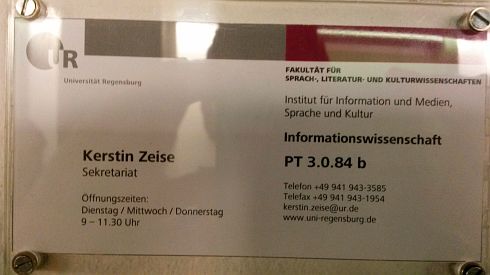 UR
Universität Regensburg
FAKULTÄT FÜR
SPRACH-, LITERATUR- UND KULTURWISSENSCHAFTEN
Institut für Information und Medien,
Sprache und Kultur
Informationswissenschaft
PT 3.0.84 b
Telefon +49 941 943-3585
Telefax +49 941 943-1954
kerstin.zeise@ur.de
www.uni-regensburg.de
Kerstin Zeise
Sekretariat
Öffnungszeiten:
Dienstag / Mittwoch / Donnerstag
9 – 11.30 Uhr